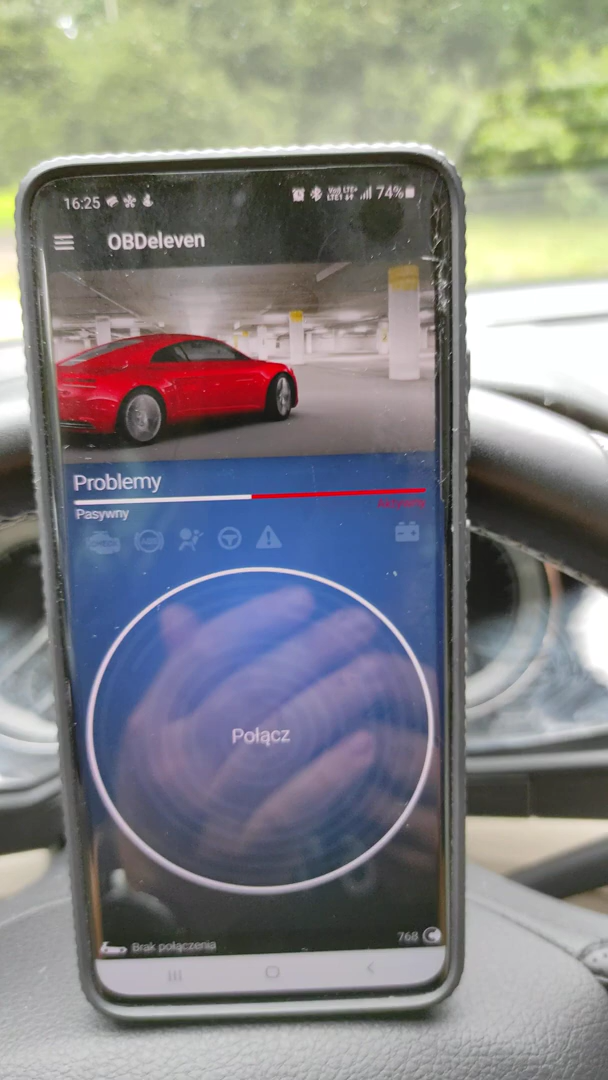 16:25
74%
OBDeleven
Problemy
Pasywny
Połącz
Brak połączenia
768